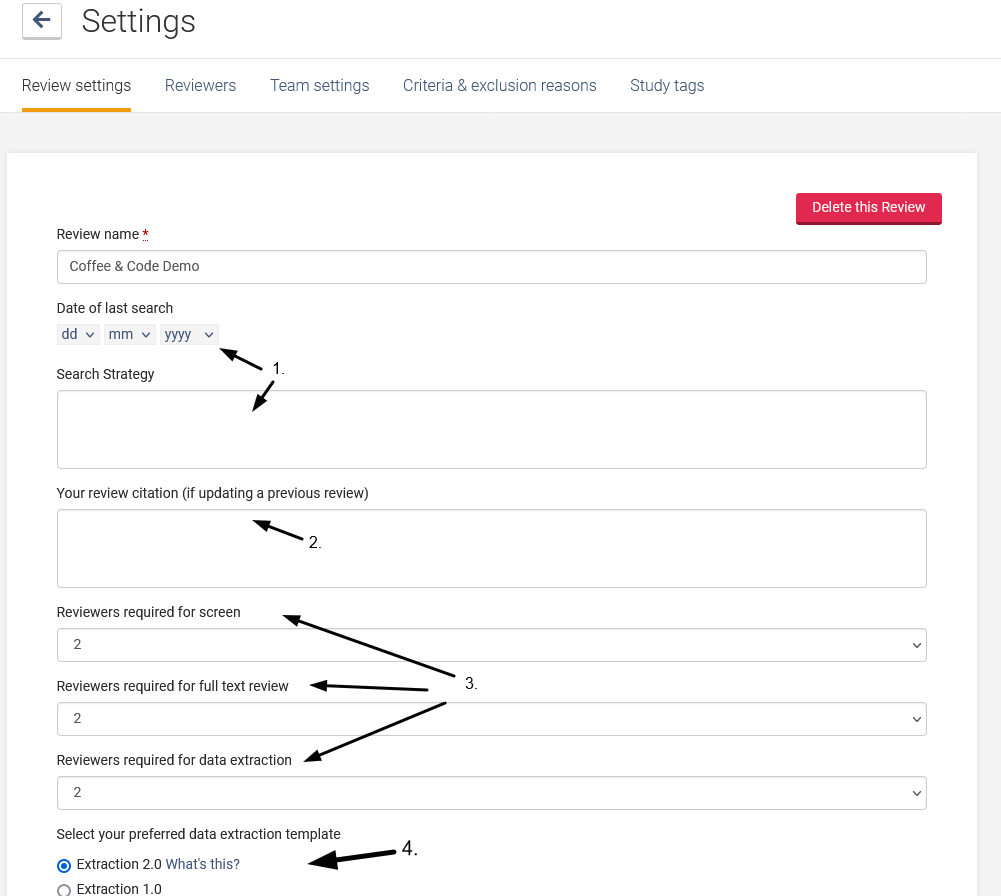 Settings
Review settings Reviewers Team settings Criteria & exclusion reasons Study tags
Delete this Review
Review name *
Coffee & Code Demo
Date of last search
dd mm yyyy
1.
Search Strategy
Your review citation (if updating a previous review)
2.
Reviewers required for screen
2
Reviewers required for full text review
3.
2
Reviewers required for data extraction
2
Select your preferred data extraction template
4.
Extraction 2.0 What's this?
Extraction 1.0